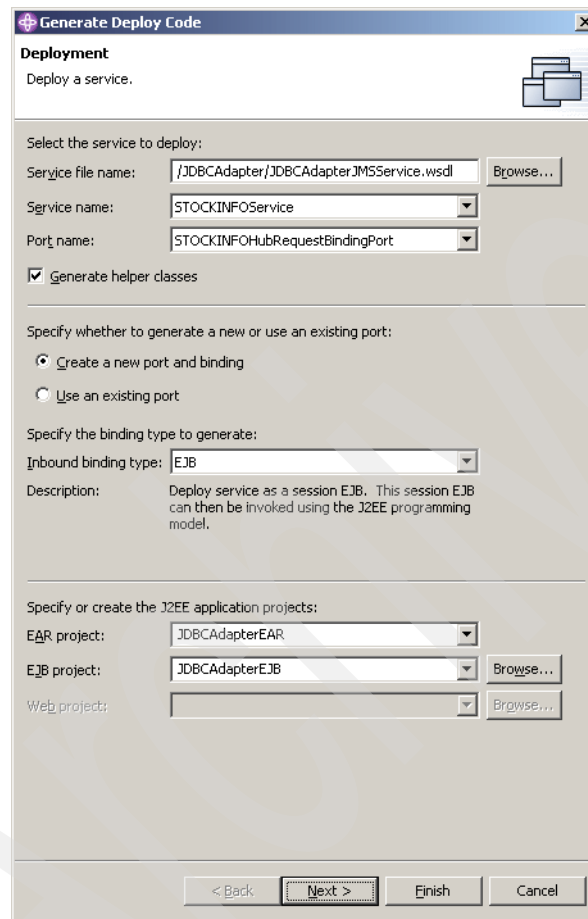 Generate Deploy Code
Deployment
Deploy a service.
Select the service to deploy:
Service file name: /JDBCAdapter/JDBCAdapterJMSService.wsdl Browse...
Service name: STOCKINFOService
Port name: STOCKINFOHubRequestBindingPort
Generate helper classes
Specify whether to generate a new or use an existing port:
Create a new port and binding
Use an existing port
Specify the binding type to generate:
Inbound binding type: EJB
Description: Deploy service as a session EJB. This session EJB
can then be invoked using the J2EE programming
model.
Specify or create the J2EE application projects:
EAR project: JDBCAdapterEAR
EJB project: JDBCAdapterEJB Browse...
Web project: Browse...
< Back Next > Finish Cancel